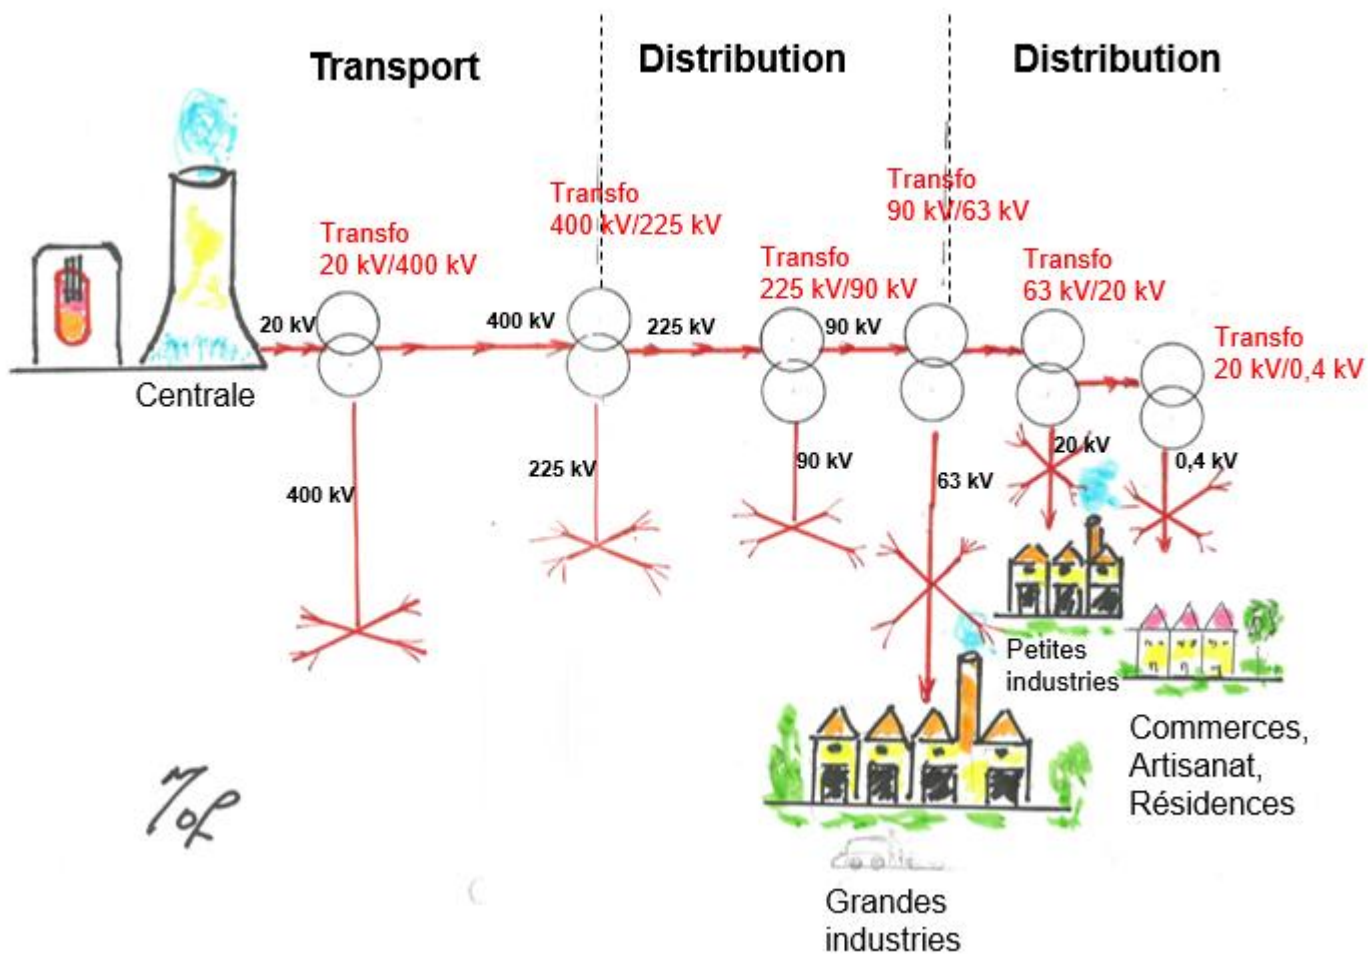 Transport
Distribution
Distribution
Transfo
20 kV/400 kV
Transfo
400 kV/225 kV
Transfo
225 kV/90 kV
Transfo
90 kV/63 kV
Transfo
63 kV/20 kV
Transfo
20 kV/0,4 kV
20 kV
400 kV
225 kV
90 kV
Centrale
400 kV
225 kV
90 kV
63 kV
20 kV
0,4 kV
Petites
industries
Commerces,
Artisanat,
Résidences
Grandes
industries